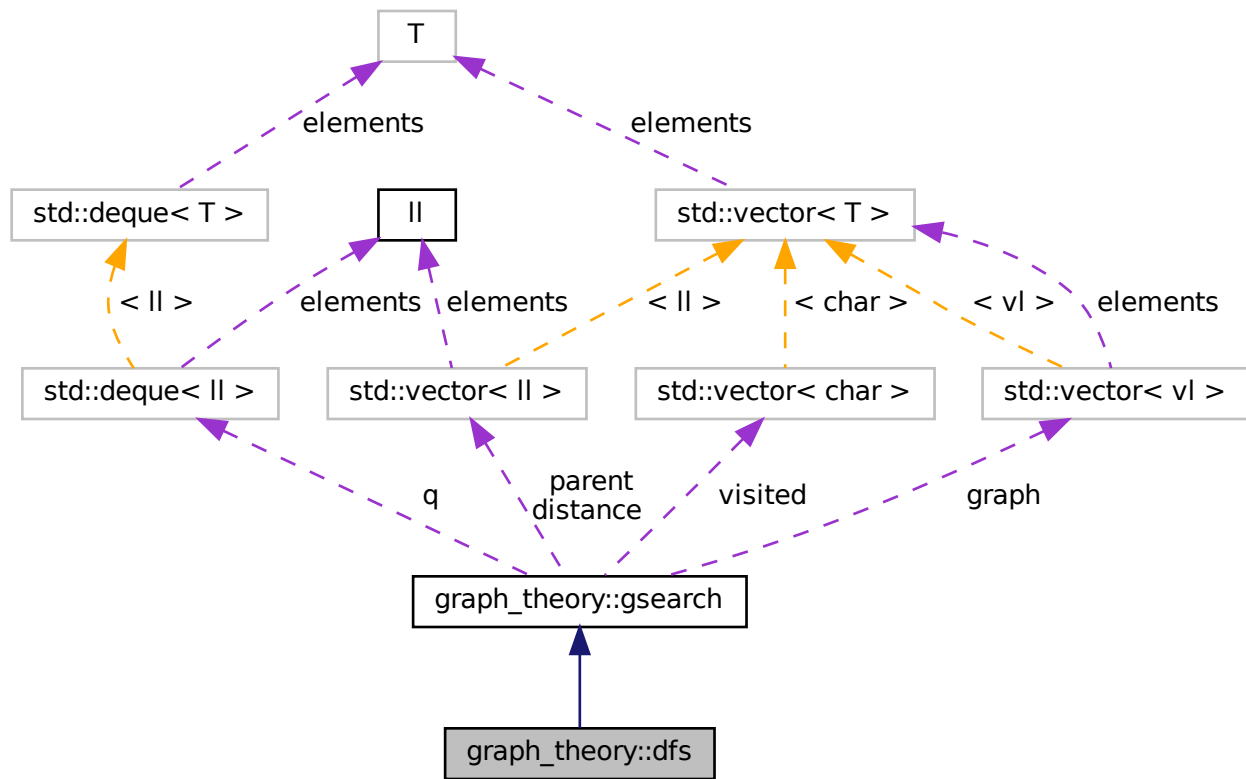 T
elements
elements
std::deque< T >
ll
std::vector< T >
< ll >
elements
elements
< ll >
< char >
< vl >
elements
std::deque< ll >
std::vector< ll >
std::vector< char >
std::vector< vl >
q
parent
distance
visited
graph
graph_theory::gsearch
graph_theory::dfs